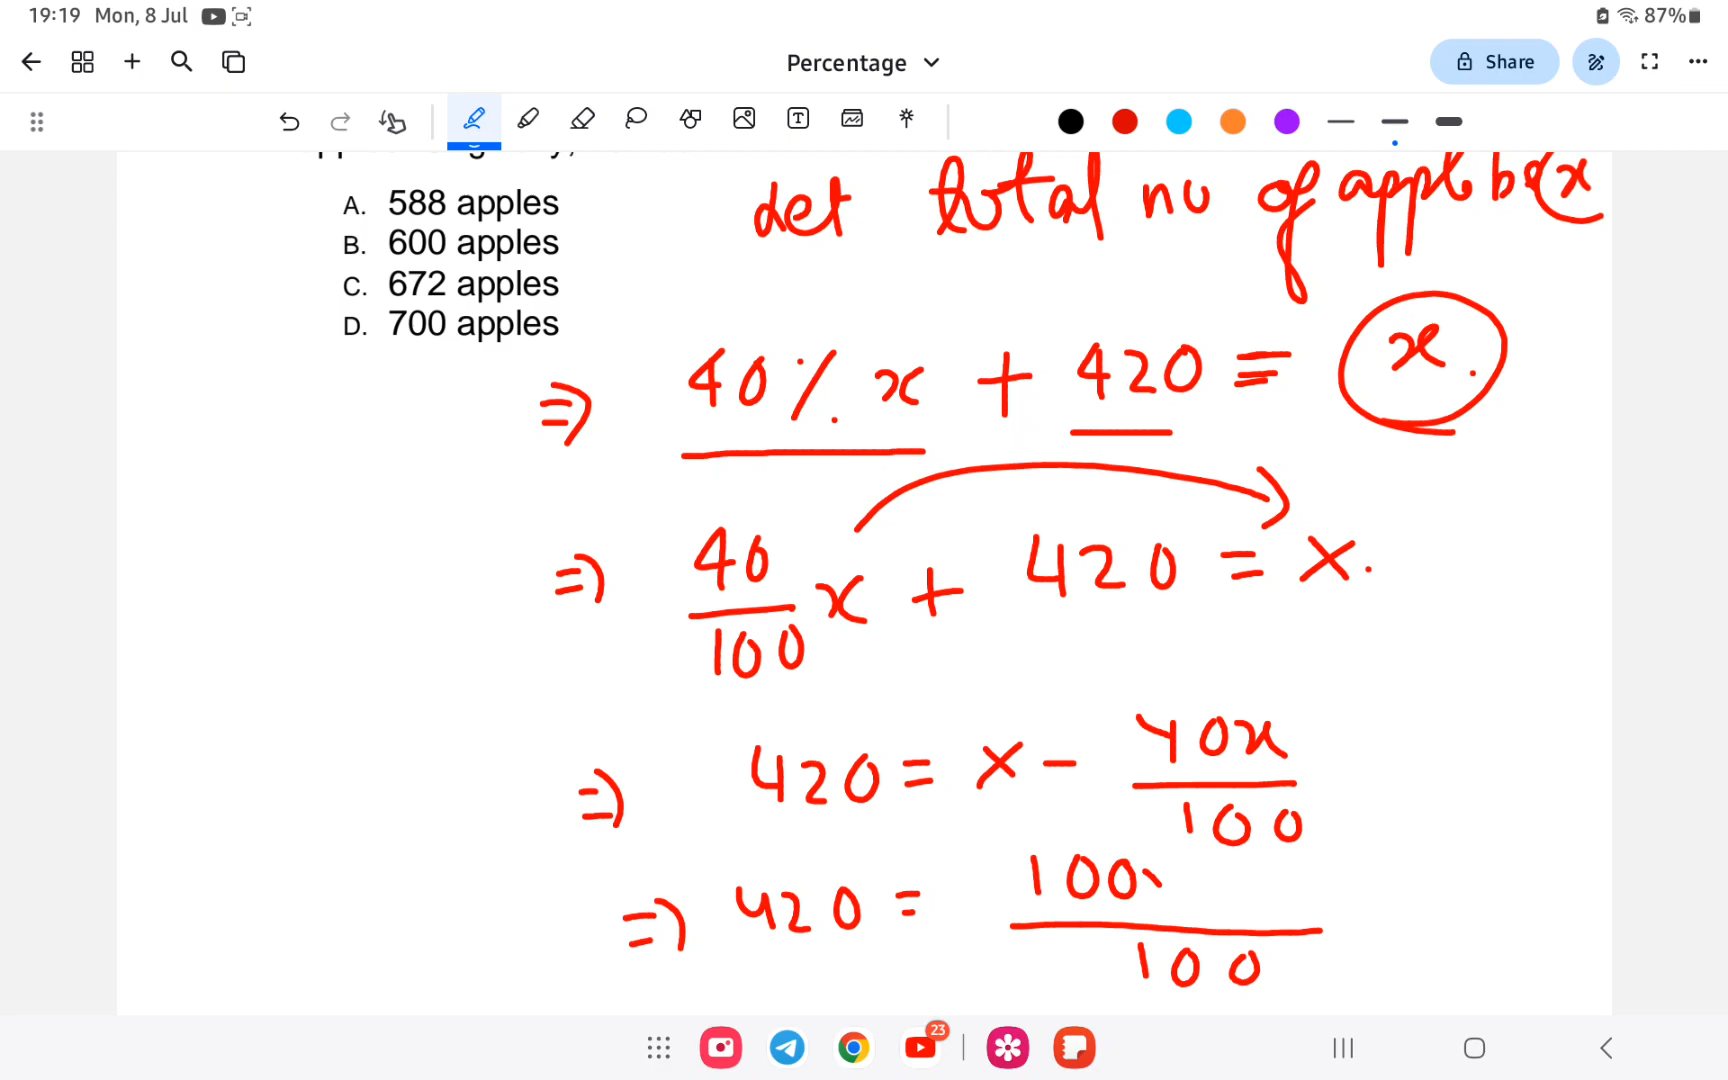 19:19 Mon, 8 Jul 87%
Percentage
Share
A. 588 apples
B. 600 apples
C. 672 apples
D. 700 apples
let total no of apple be x
⇒ 40% x + 420 = x.
⇒ 40/100 x + 420 = x.
⇒ 420 = x - 40x/100
⇒ 420 = 100x/100
23